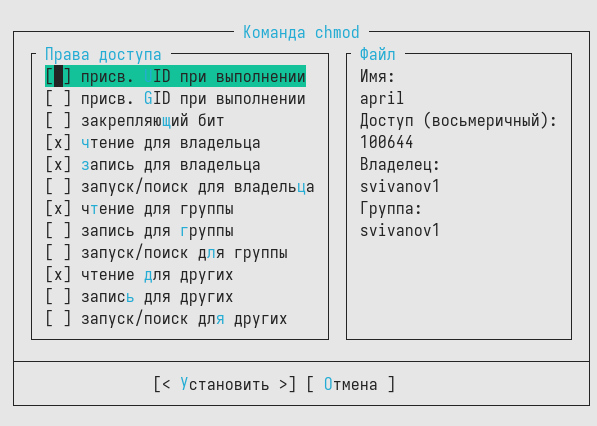 Команда chmod
Права доступа
[ ] присв. UID при выполнении
[ ] присв. GID при выполнении
[ ] закрепляющий бит
[x] чтение для владельца
[x] запись для владельца
[ ] запуск/поиск для владельца
[x] чтение для группы
[ ] запись для группы
[ ] запуск/поиск для группы
[x] чтение для других
[ ] запись для других
[ ] запуск/поиск для других
Файл
Имя:
april
Доступ (восьмеричный):
100644
Владелец:
svivanov1
Группа:
svivanov1
[< Установить >] [ Отмена ]